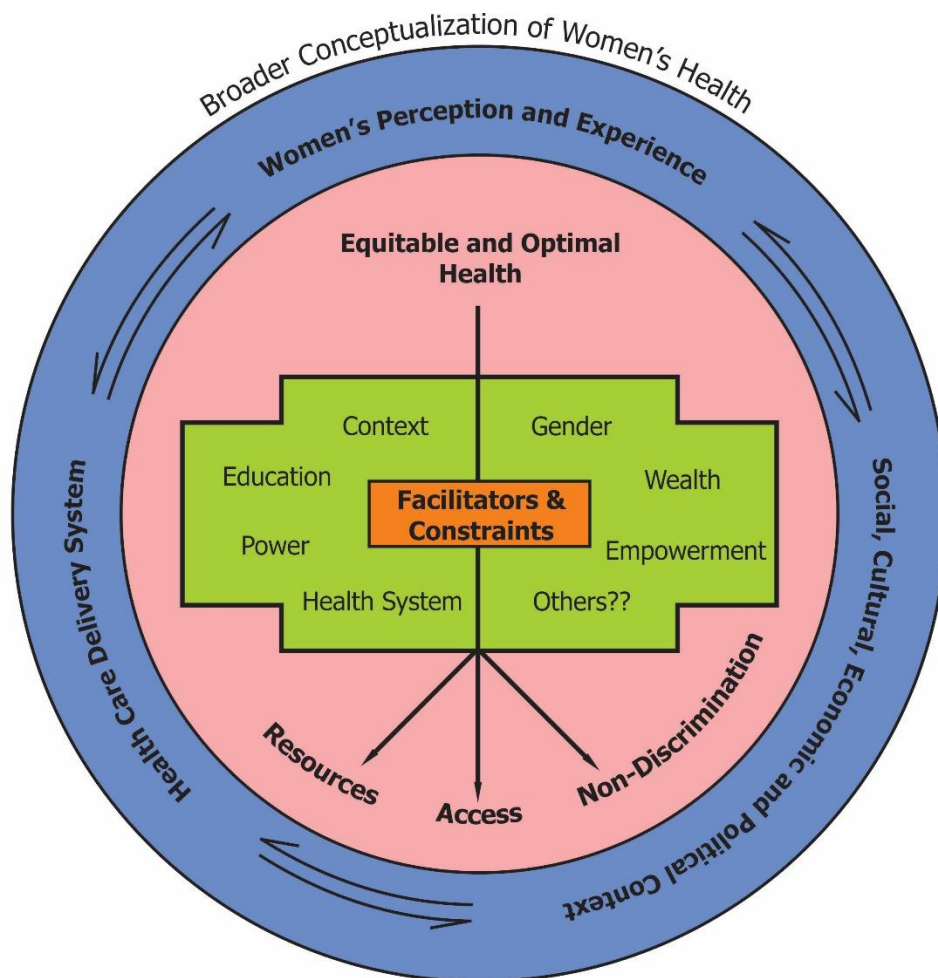 Broader Conceptualization of Women's Health
Women's Perception and Experience
Equitable and Optimal
Health
Context
Gender
Education
Wealth
Facilitators &
Constraints
Power
Empowerment
Health System
Others??
Resources
Access
Non-Discrimination
Health Care Delivery System
Social, Cultural, Economic and Political Context